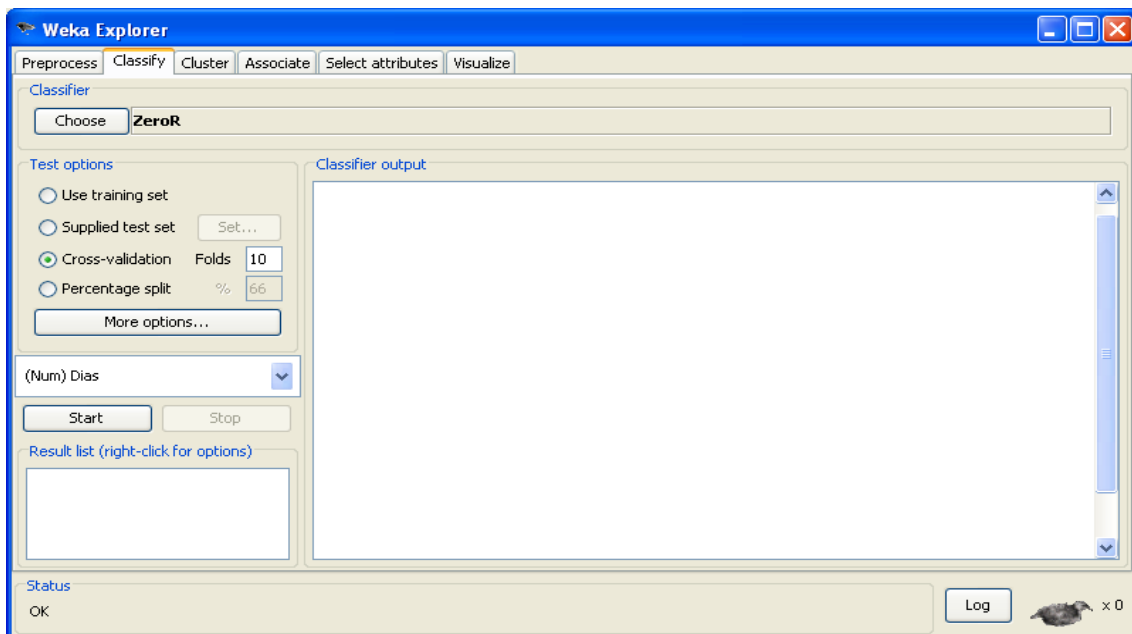 Weka Explorer
Preprocess Classify Cluster Associate Select attributes Visualize
Classifier
Choose ZeroR
Test options
Use training set
Supplied test set Set...
Cross-validation Folds 10
Percentage split % 66
More options...
(Num) Dias
Start Stop
Result list (right-click for options)
Classifier output
Status
OK
Log x 0